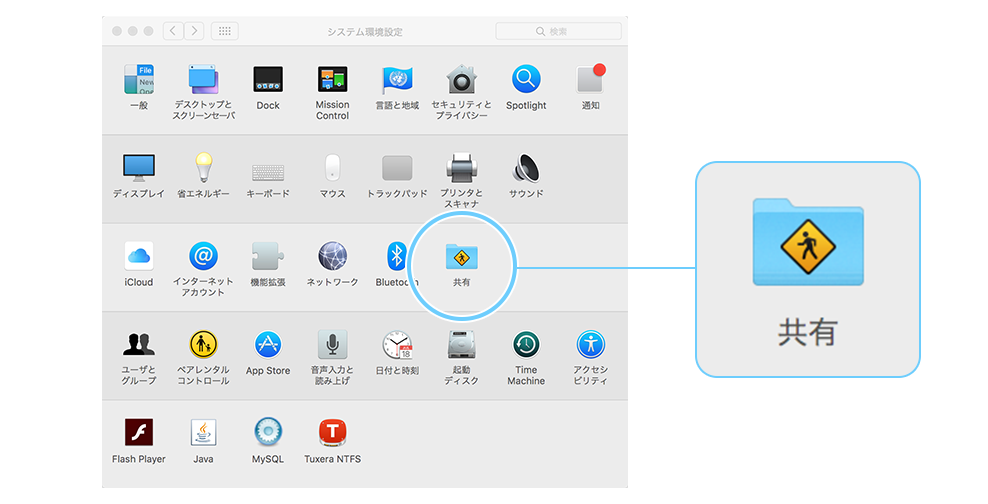 システム環境設定
検索
File
New
一般
デスクトップと
スクリーンセーバ
Dock
Mission
Control
言語と地域
セキュリティと
プライバシー
Spotlight
通知
ディスプレイ
省エネルギー
キーボード
マウス
トラックパッド
プリンタと
スキャナ
サウンド
iCloud
@
インターネット
アカウント
機能拡張
ネットワーク
Bluetooth
共有
共有
ユーザと
グループ
ペアレンタル
コントロール
App Store
音声入力と
読み上げ
JUL
18
日付と時刻
起動
ディスク
Time
Machine
アクセシ
ビリティ
Flash Player
Java
MySQL
T
Tuxera NTFS